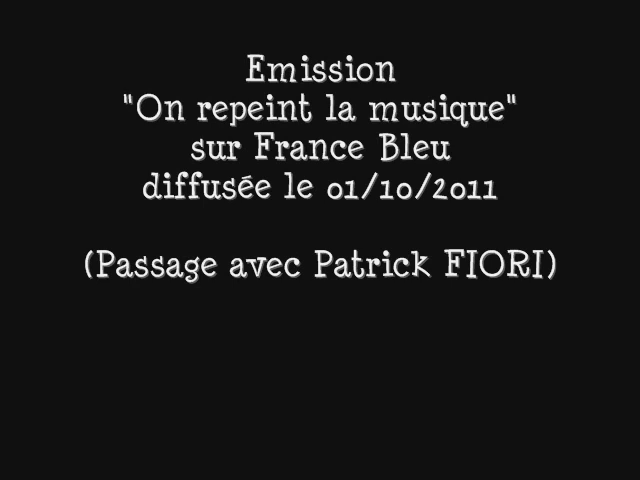 Emission
"On repeint la musique"
sur France Bleu
diffusée le 01/10/2011
(Passage avec Patrick FIORI)